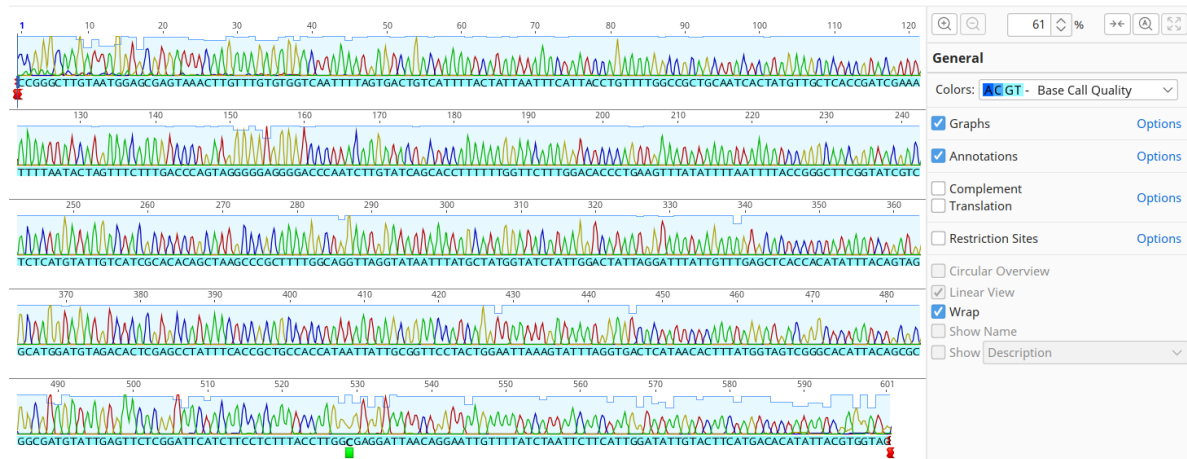 1 10 20 30 40 50 60 70 80 90 100 110 120
CCGGGCTTGTAATGGAGCGAGTAAACTTGTTTGTGTGGTCAATTTTAGTGACTGTCATTTTACTATTAATTTCATTACCTGTTTTGGCCGCTGCAATCACTATGTTGCTCACCGATCGAAA
130 140 150 160 170 180 190 200 210 220 230 240
TTTTAATACTAGTTTCTTTGACCCAGTAGGGGGAGGGGACCCAATCTTGTATCAGCACCTTTTTTGGTTCTTTGGACACCCTGAAGTTTATATTTTAATTTTACCGGGCTTCGGTATCGTC
250 260 270 280 290 300 310 320 330 340 350 360
TCTCATGTATTGTCATCGCACACAGCTAAGCCCGCTTTTGGCAGGTTAGGTATAATTTATGCTATGGTATCTATTGGACTATTAGGATTTATTGTTTGAGCTCACCACATATTTACAGTAG
370 380 390 400 410 420 430 440 450 460 470 480
GCATGGATGTAGACACTCGAGCCTATTTCACCGCTGCCACCATAATTATTGCGGTTCCTACTGGAATTAAAGTATTTAGGTGACTCATAACACTTTATGGTAGTCGGGCACATTACAGCGC
490 500 510 520 530 540 550 560 570 580 590 601
GGCGATGTATTGAGTTCTCGGATTCATCTTCCTCTTTACCTTGGCGAGGATTAACAGGAATTGTTTTATCTAATTCTTCATTGGATATTGTACTTCATGACACATATTACGTGGTAG
61 %
General
Colors: ACGT - Base Call Quality
Graphs Options
Annotations Options
Complement
Translation Options
Restriction Sites Options
Circular Overview
Linear View
Wrap
Show Name
Show Description